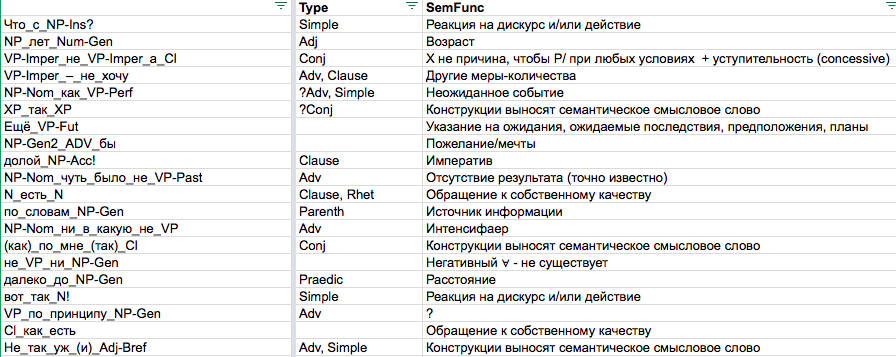 Type SemFunc
Что_с_NP-Ins? Simple Реакция на дискурс и/или действие
NP_лет_Num-Gen Adj Возраст
VP-Imper_не_VP-Imper_а_Cl Conj X не причина, чтобы P/ при любых условиях + уступительность (concessive)
VP-Imper_–_не_хочу Adv, Clause Другие меры-количества
NP-Nom_как_VP-Perf ?Adv, Simple Неожиданное событие
XP_так_XP ?Conj Конструкции выносят семантическое смысловое слово
Ещё_VP-Fut Указание на ожидания, ожидаемые последствия, предположения, планы
NP-Gen2_ADV_бы Пожелание/мечты
долой_NP-Acc! Clause Императив
NP-Nom_чуть_было_не_VP-Past Adv Отсутствие результата (точно известно)
N_есть_N Clause, Rhet Обращение к собственному качеству
по_словам_NP-Gen Parenth Источник информации
NP-Nom_ни_в_какую_не_VP Adv Интенсифаер
(как)_по_мне_(так)_Cl Conj Конструкции выносят семантическое смысловое слово
не_VP_ни_NP-Gen Негативный ∀ - не существует
далеко_до_NP-Gen Praedic Расстояние
вот_так_N! Simple Реакция на дискурс и/или действие
VP_по_принципу_NP-Gen Adv ?
Cl_как_есть Обращение к собственному качеству
Не_так_уж_(и)_Adj-Bref Adv, Simple Конструкции выносят семантическое смысловое слово